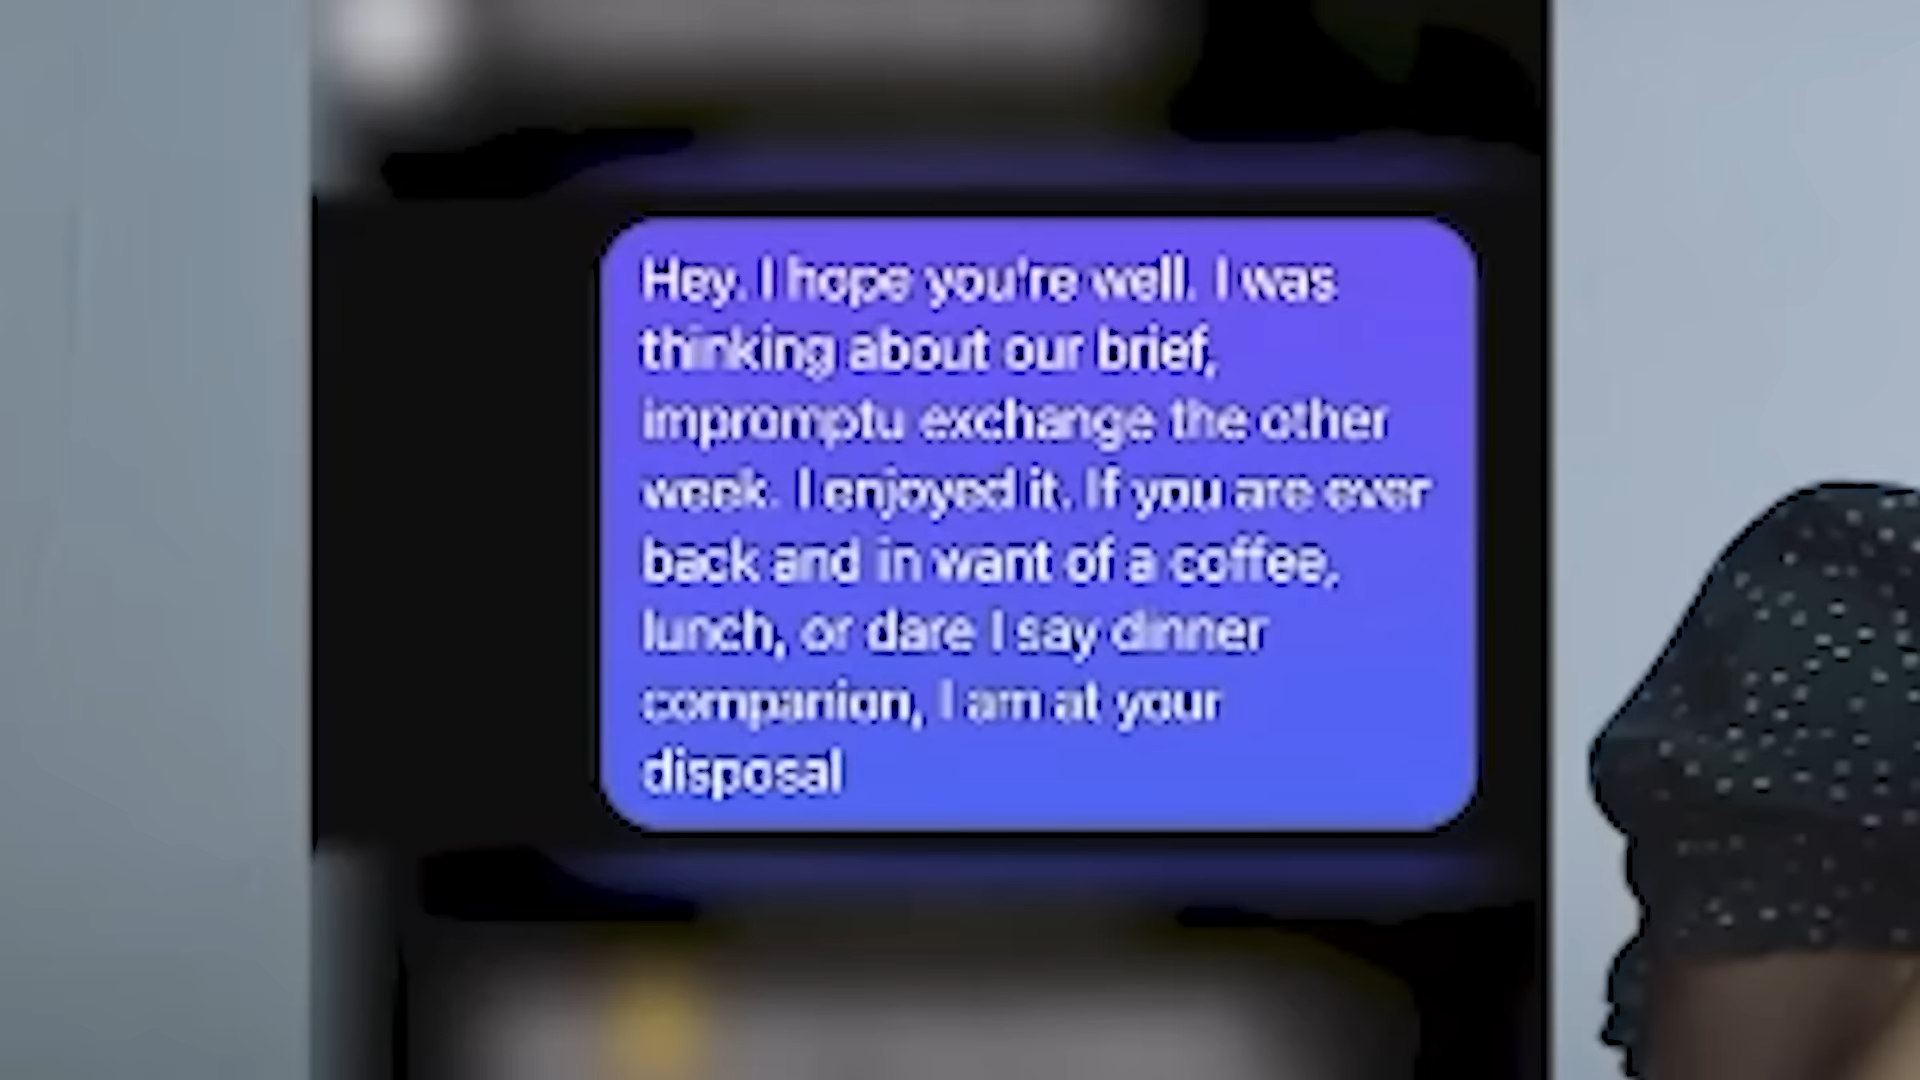 Hey. I hope you're well. I was
thinking about our brief,
impromptu exchange the other
week. I enjoyed it. If you are ever
back and in want of a coffee,
lunch, or dare I say dinner
companion, I am at your
disposal